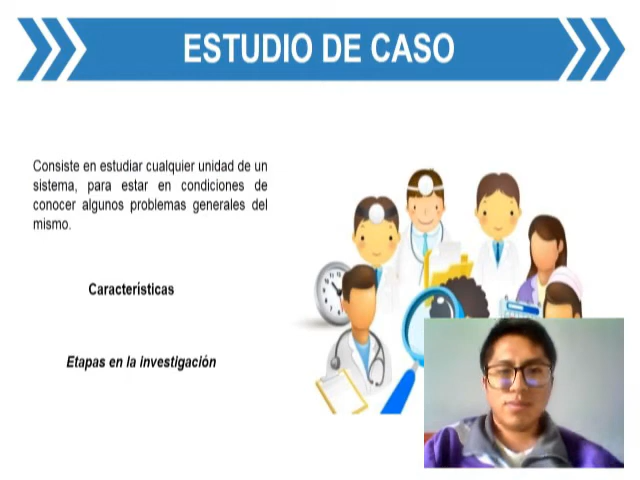 ESTUDIO DE CASO
Consiste en estudiar cualquier unidad de un
sistema, para estar en condiciones de
conocer algunos problemas generales del
mismo.
Características
Etapas en la investigación